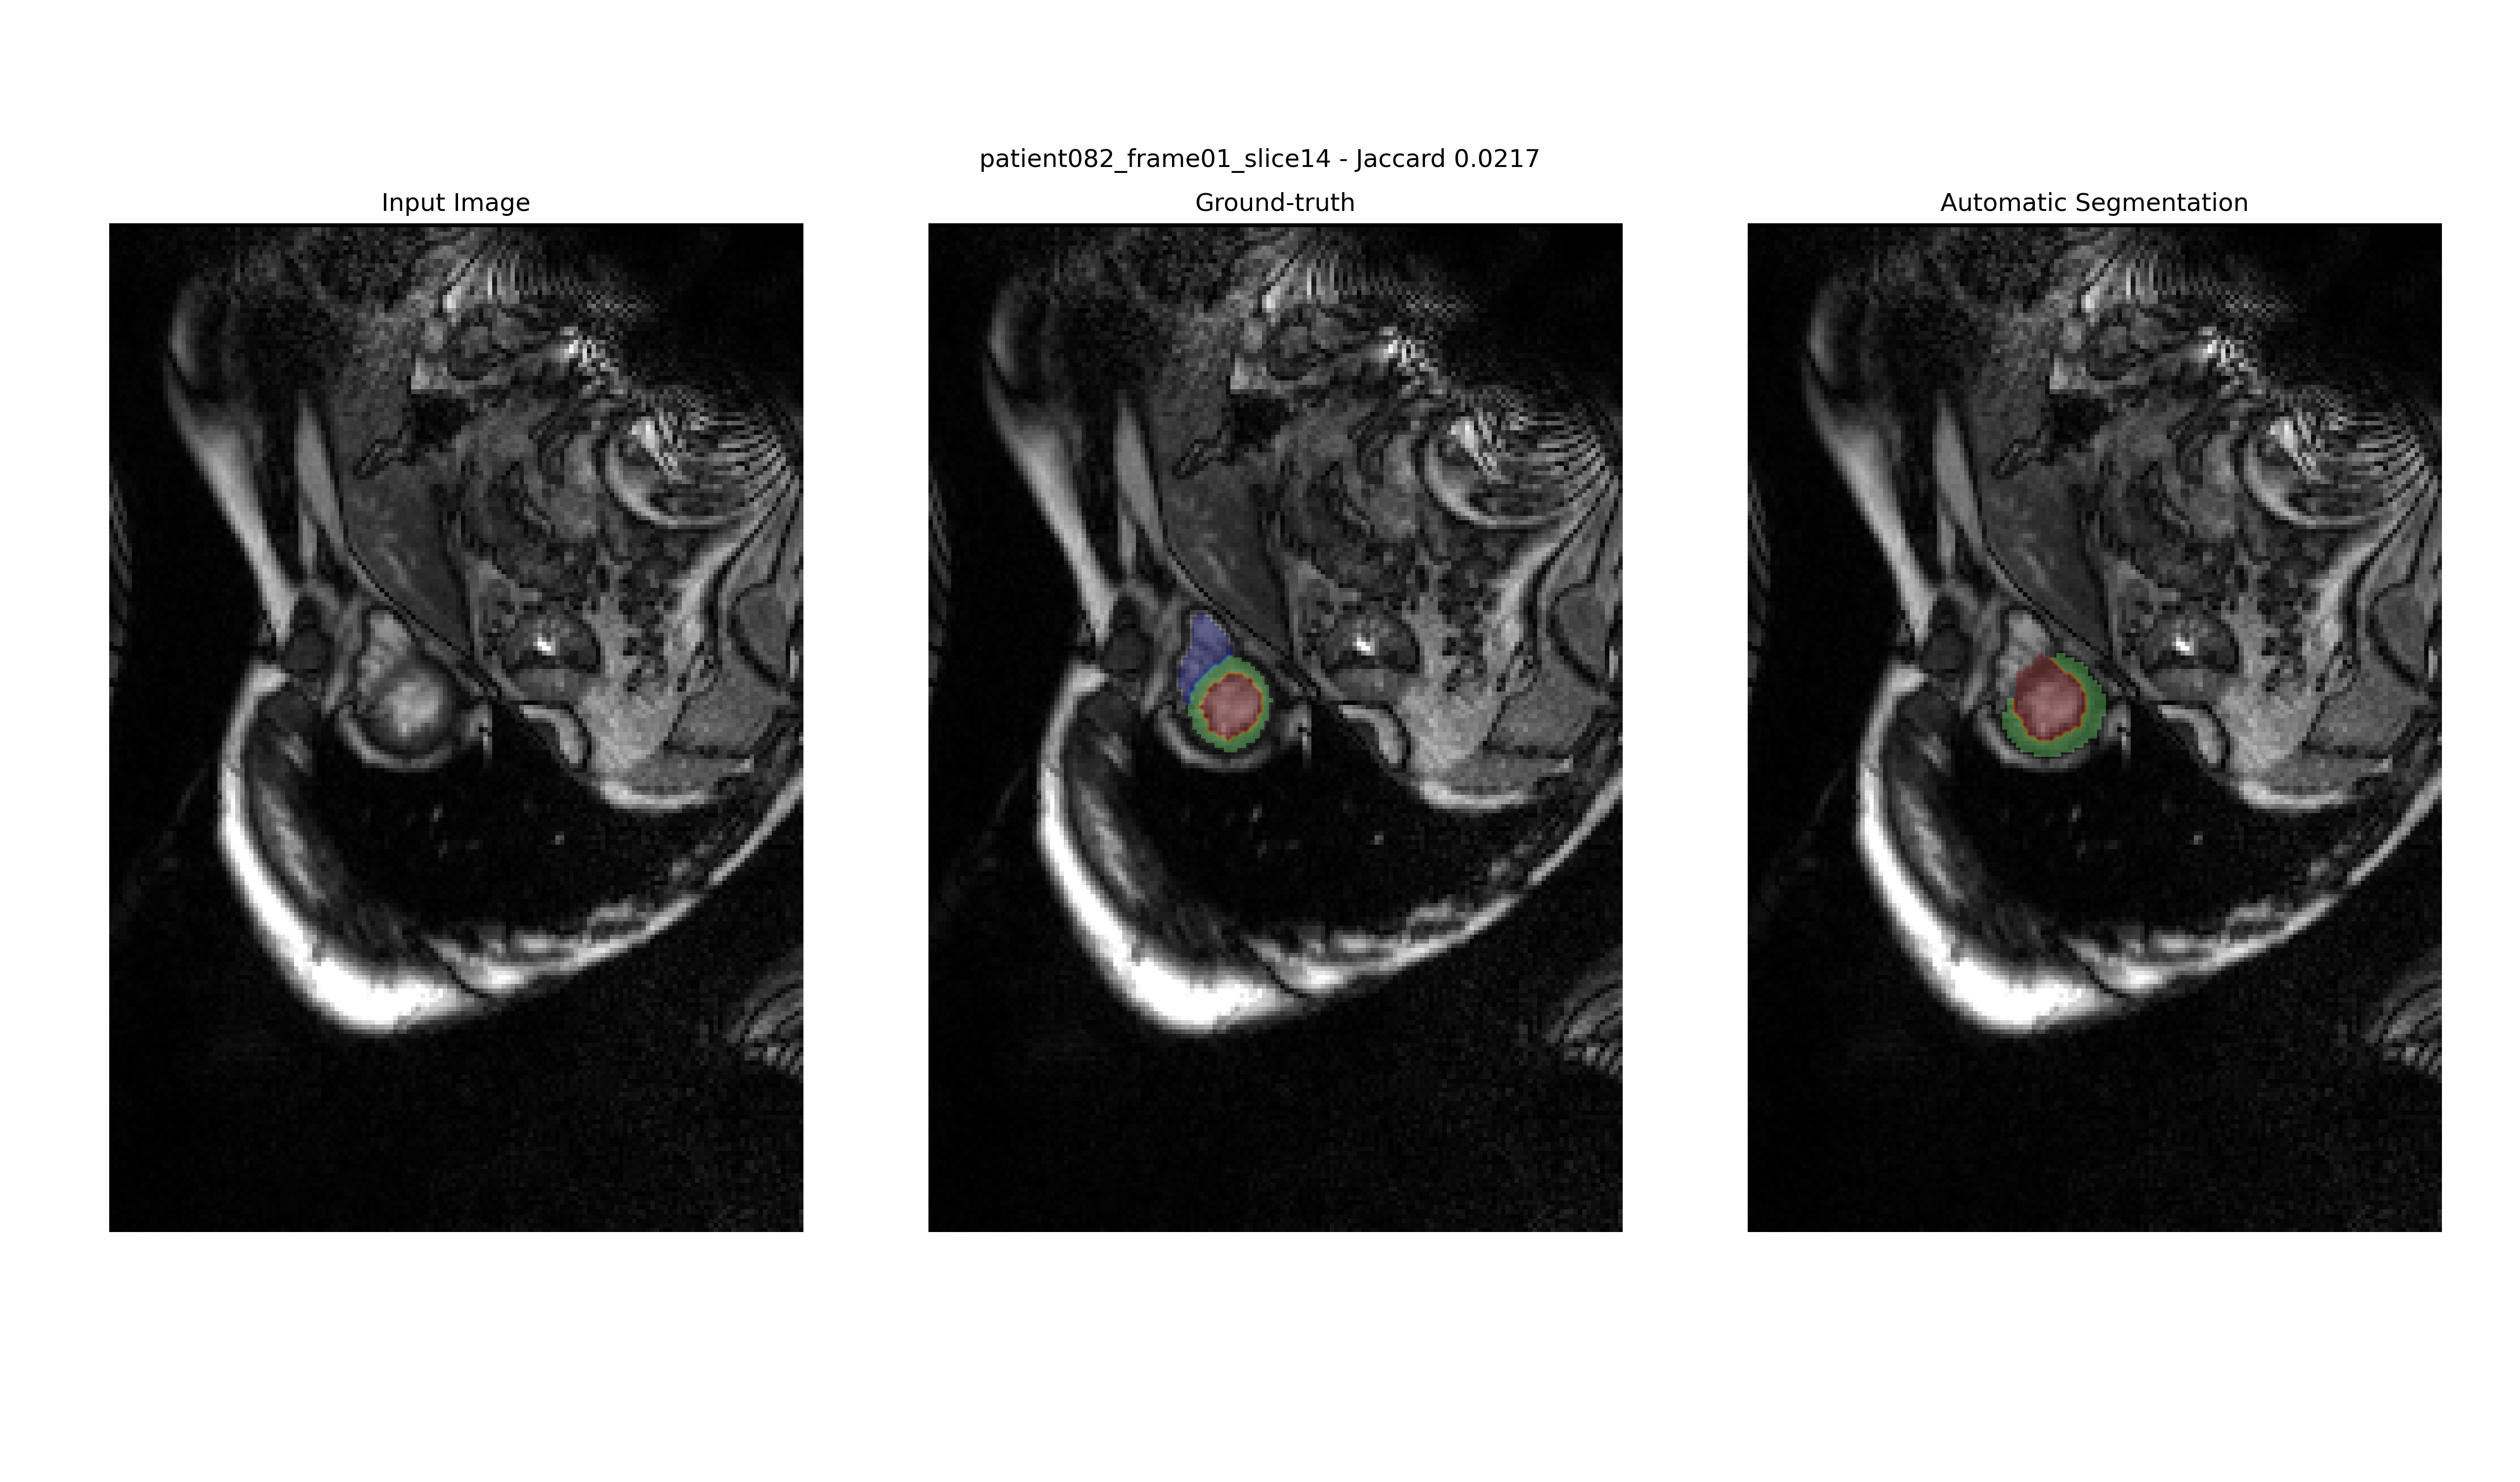 patient082_frame01_slice14 - Jaccard 0.0217
Input Image
Ground-truth
Automatic Segmentation